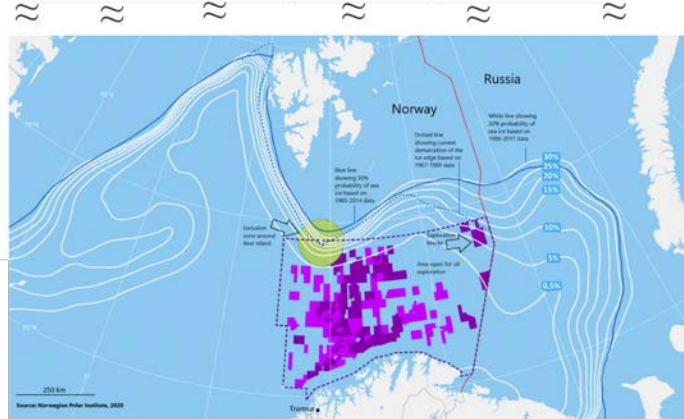 Russia
Norway
White line showing
30% probability of
sea ice based on
1988-2017 data
Dotted line
showing current
demarcation of the
ice edge based on
1967-1989 data
Blue line
showing 30%
probability of sea
ice based on
1985-2014 data
30%
25%
20%
15%
10%
5%
0,5%
Exclusion
zone around
Bear Island
Exploration
blocks
Area open for oil
exploration
70°N
250 km
Source: Norwegian Polar Institute, 2020
Tromsø